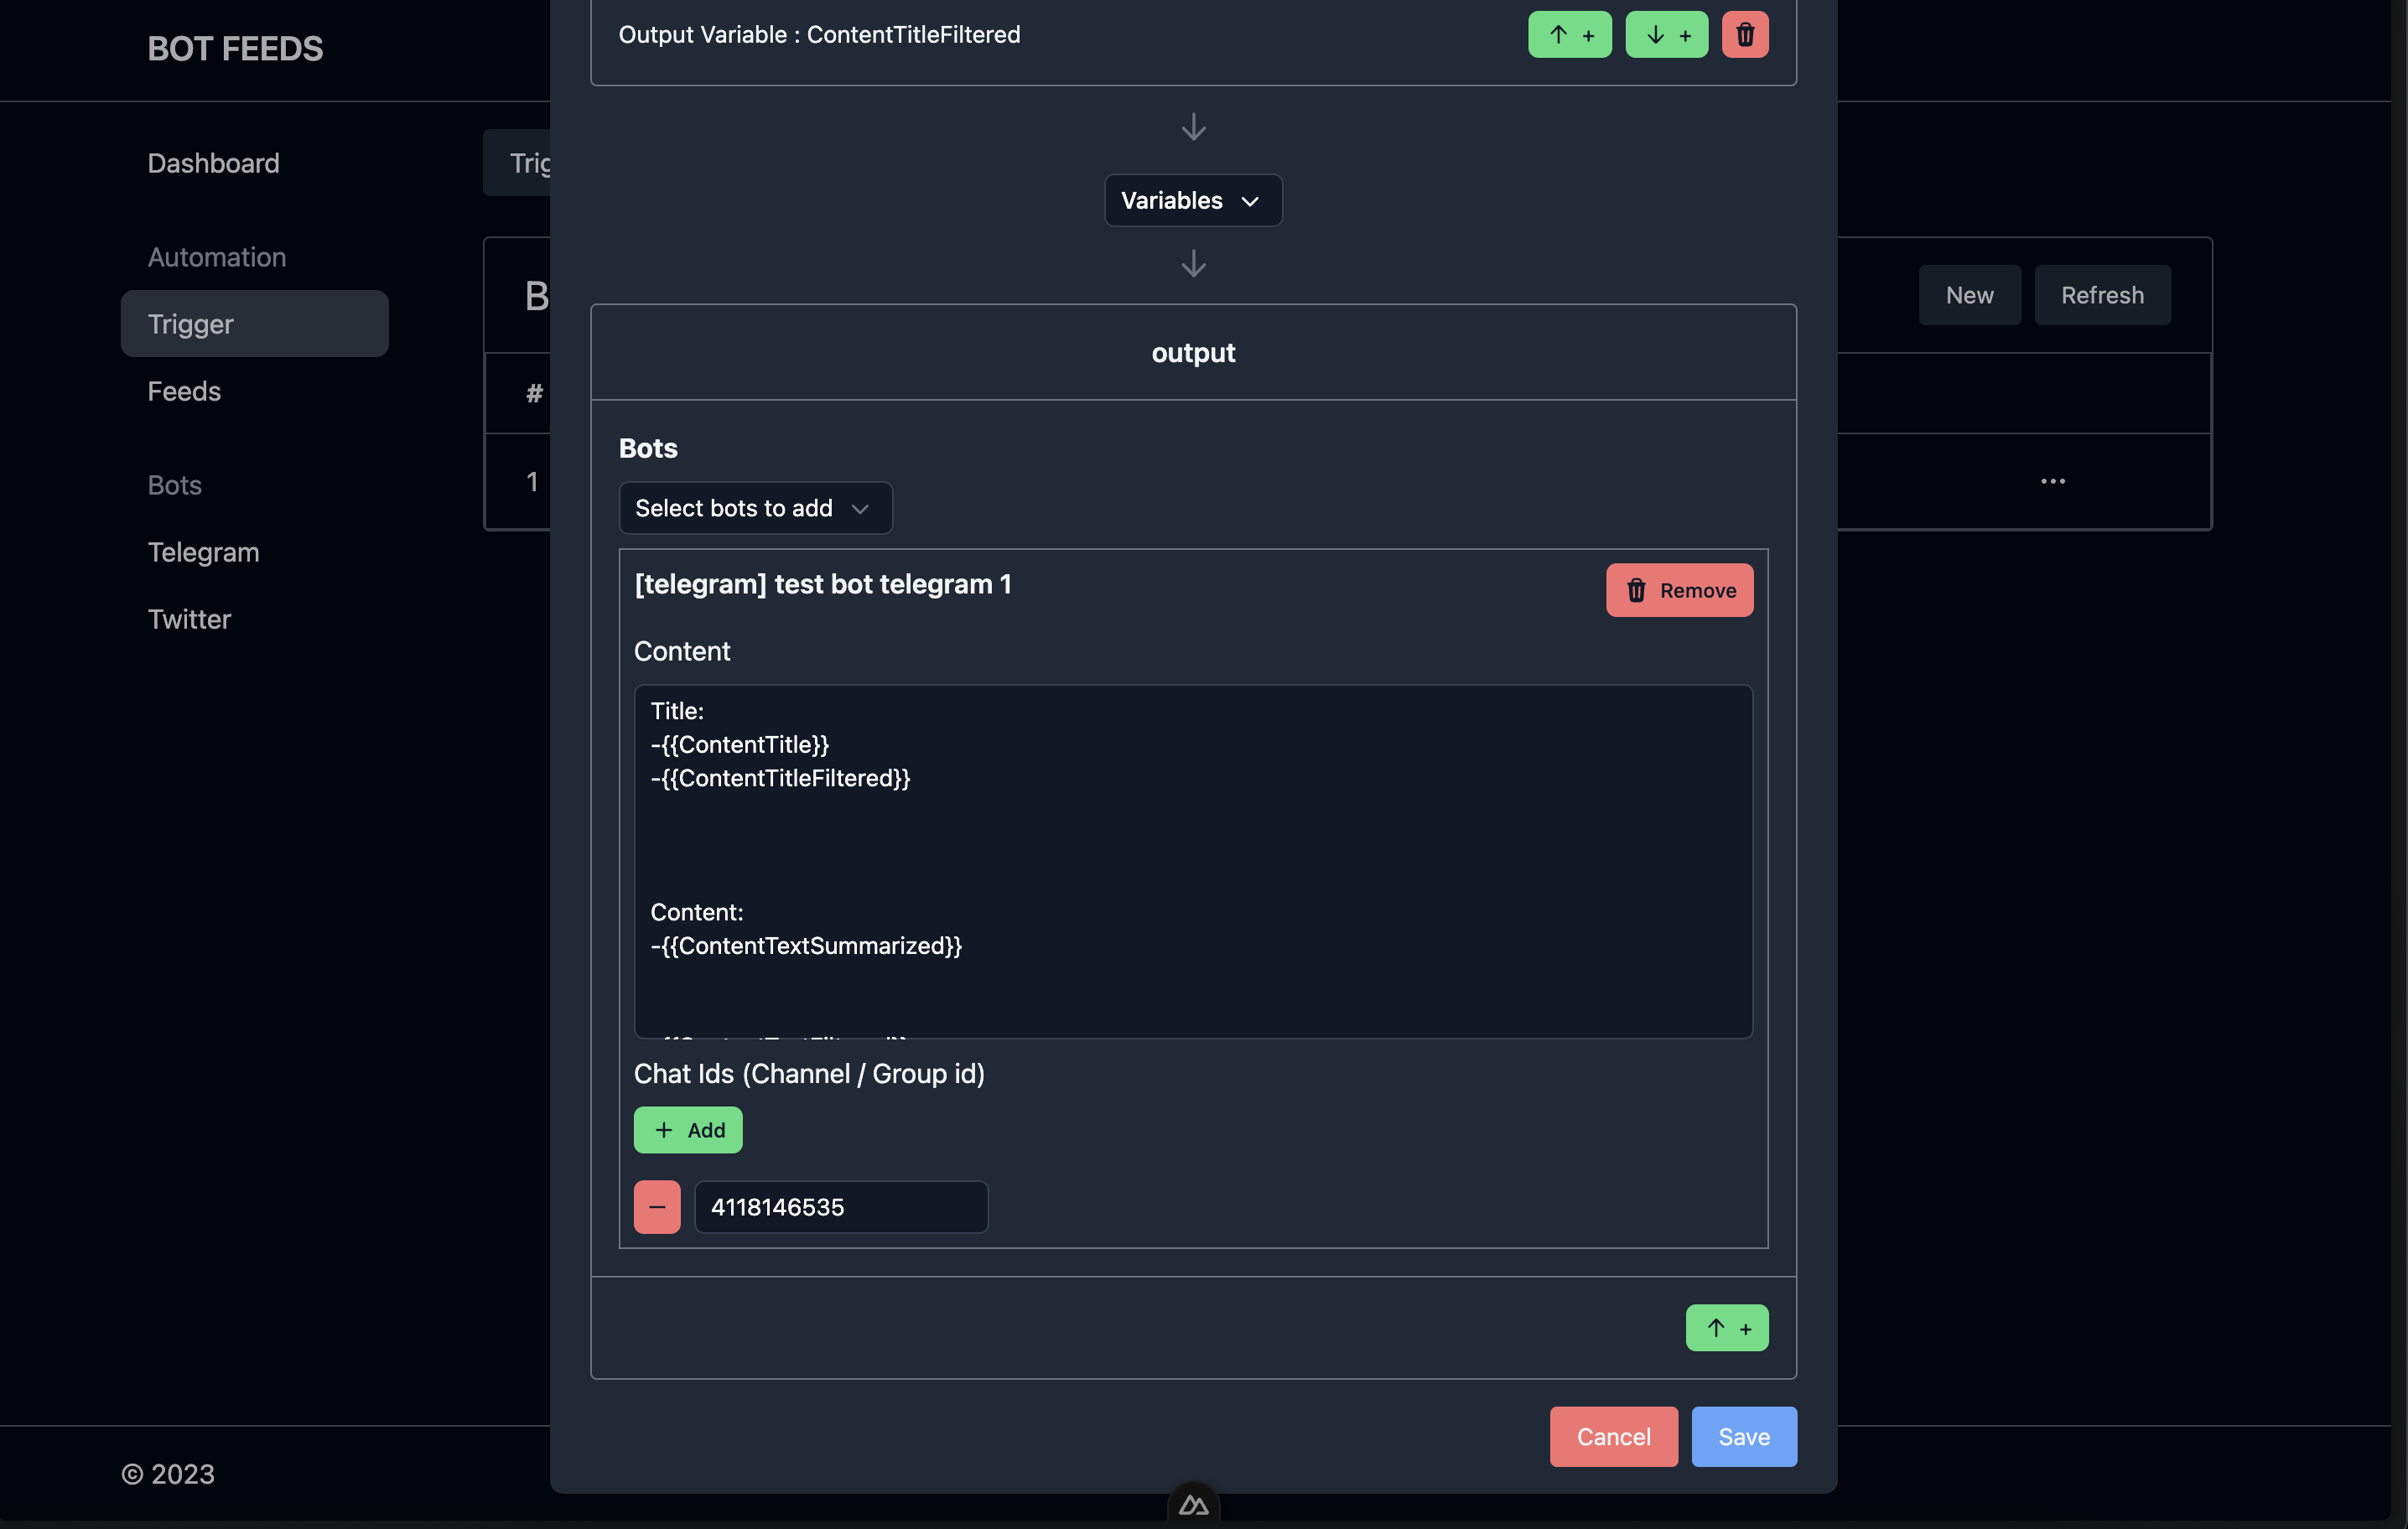 BOT FEEDS
Dashboard
Automation
Trigger
Feeds
Bots
Telegram
Twitter
© 2023
#
1
New
Refresh
Output Variable : ContentTitleFiltered
Variables
output
Bots
Select bots to add
[telegram] test bot telegram 1
Remove
Content
Title:
-{{ContentTitle}}
-{{ContentTitleFiltered}}
Content:
-{{ContentTextSummarized}}
Chat Ids (Channel / Group id)
+ Add
4118146535
Cancel
Save